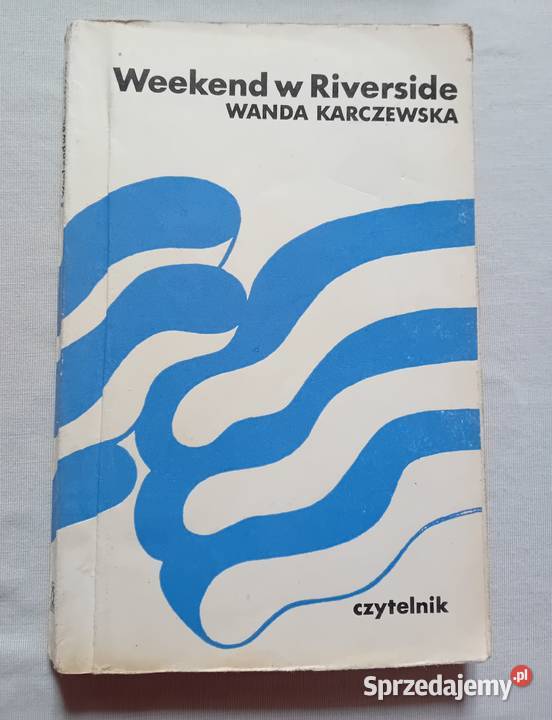 Weekend w Riverside
WANDA KARCZEWSKA
czytelnik
Sprzedajemy.pl